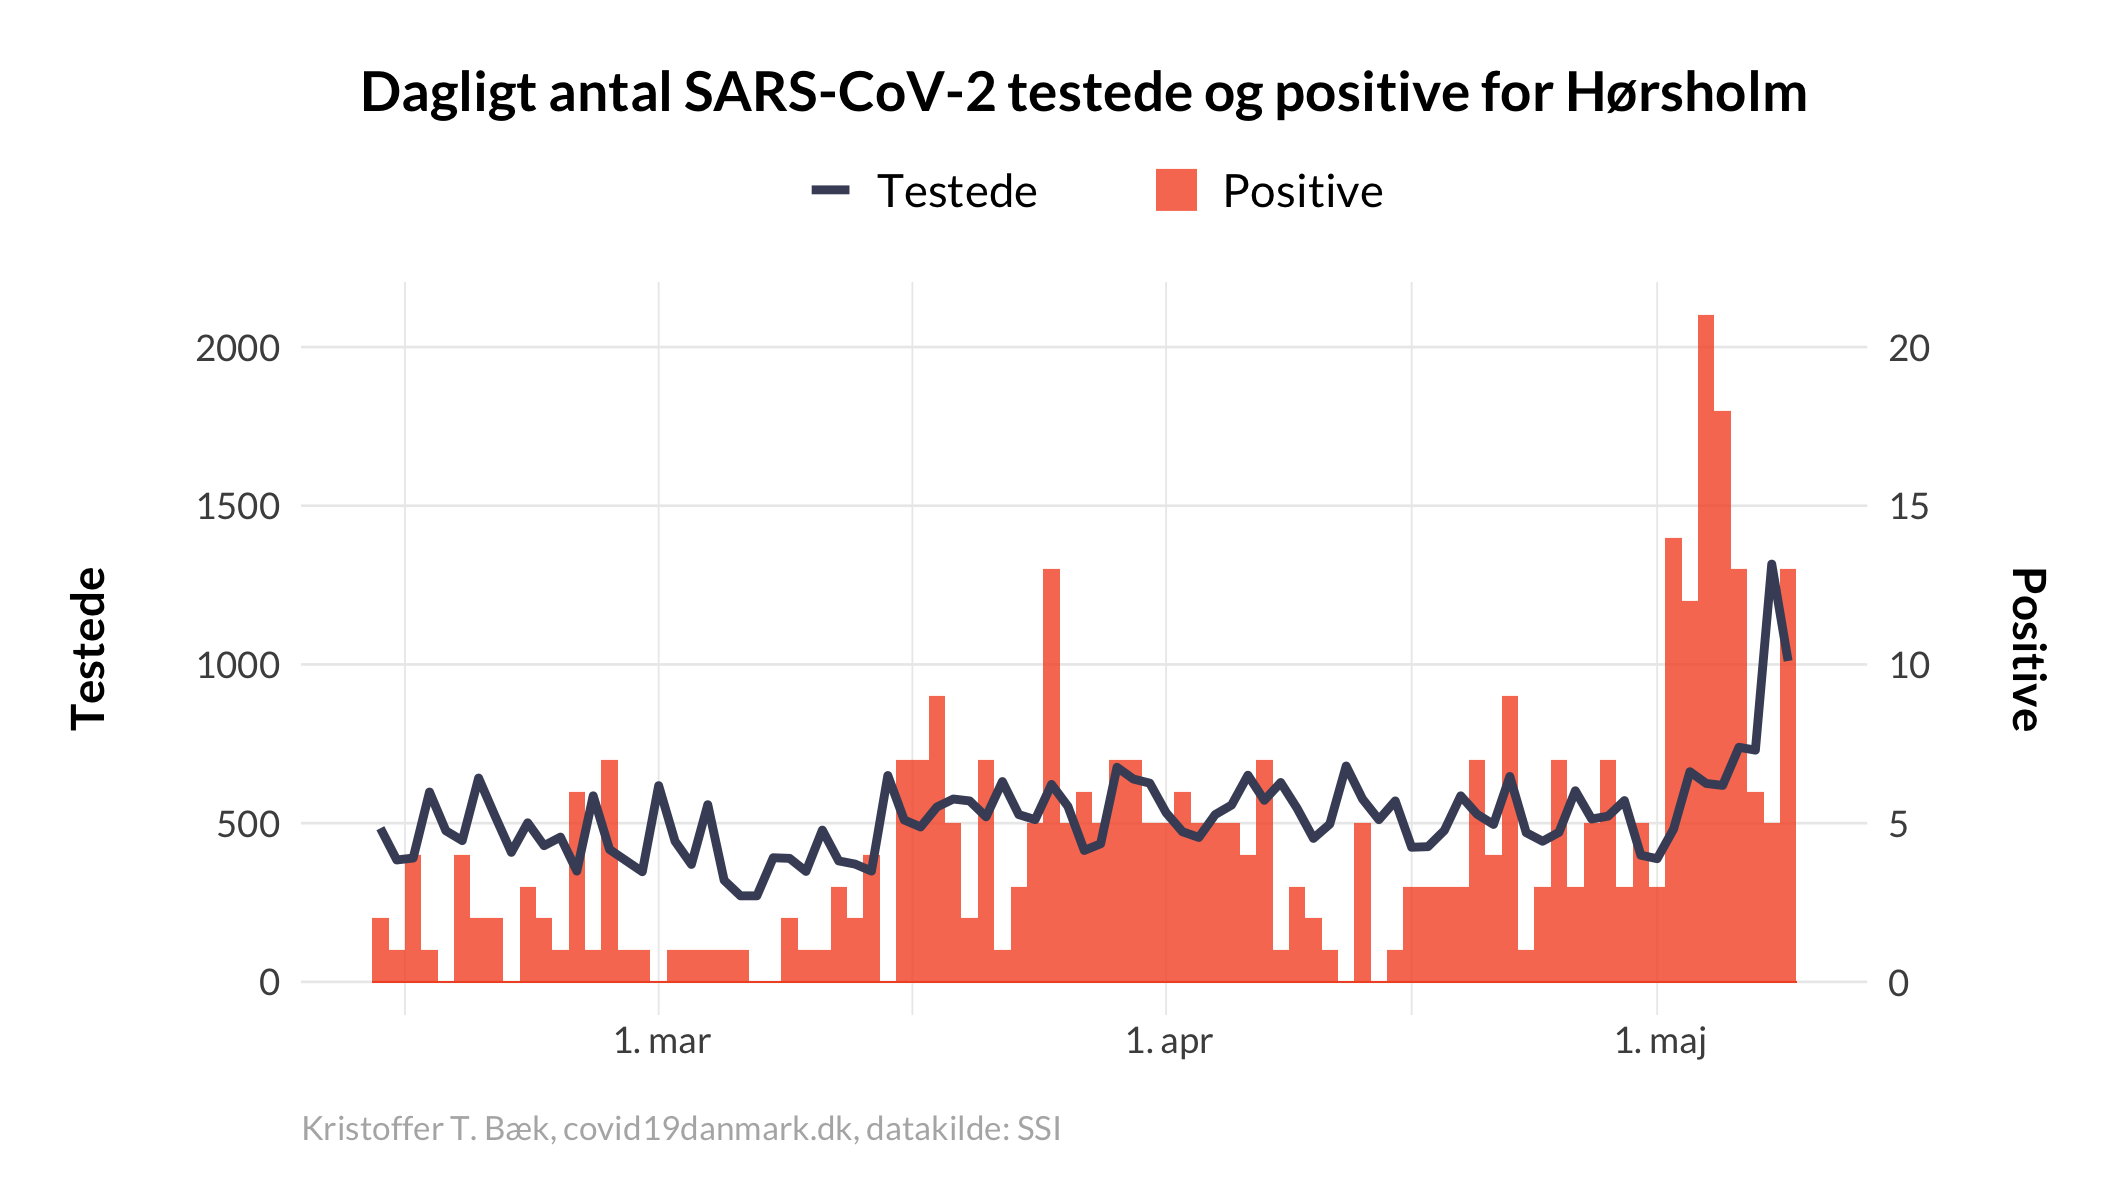 Dagligt antal SARS-CoV-2 testede og positive for Hørsholm
Testede
Positive
2000
1500
1000
500
0
Testede
20
15
10
5
0
Positive
1. mar
1. apr
1. maj
Kristoffer T. Bæk, covid19danmark.dk, datakilde: SSI